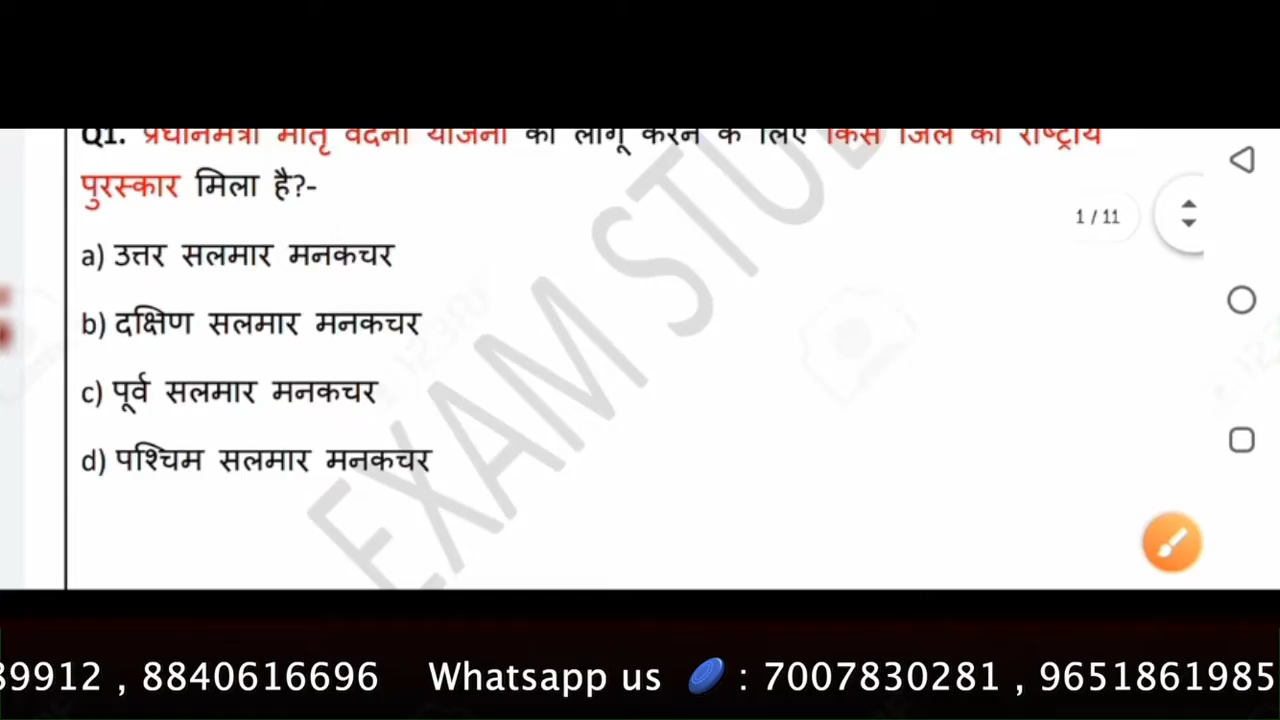 Q1. प्रधानमंत्री मातृ वंदना योजना को लागू करने के लिए किस जिले को राष्ट्रीय
पुरस्कार मिला है?-
1 / 11
a) उत्तर सलमार मनकचर
b) दक्षिण सलमार मनकचर
c) पूर्व सलमार मनकचर
d) पश्चिम सलमार मनकचर
EXAM STU
39912 , 8840616696 Whatsapp us : 7007830281 , 9651861985